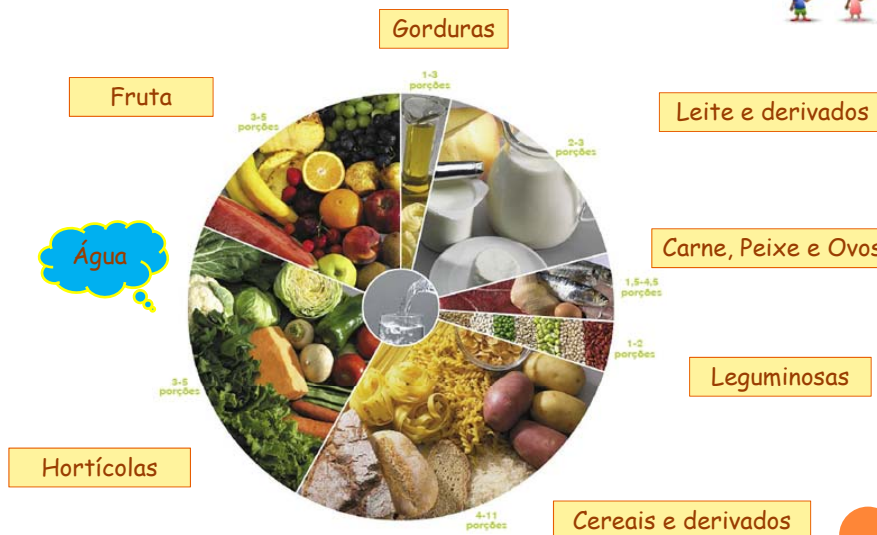 Gorduras
1-3
porções
Fruta
3-5
porções
Leite e derivados
2-3
porções
Água
Carne, Peixe e Ovos
1,5-4,5
porções
1-2
porções
Leguminosas
3-5
porções
Hortícolas
4-11
porções
Cereais e derivados